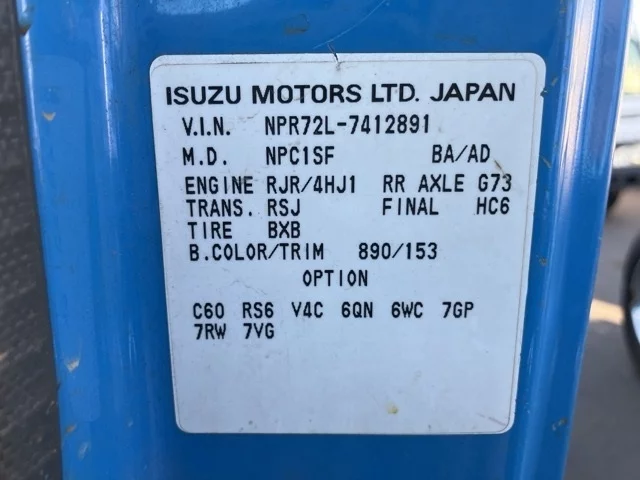 ISUZU MOTORS LTD. JAPAN
V.I.N. NPR72L-7412891
M.D. NPC1SF BA/AD
ENGINE RJR/4HJ1 RR AXLE G73
TRANS. RSJ FINAL HC6
TIRE BXB
B.COLOR/TRIM 890/153
OPTION
C60 RS6 V4C 6QN 6WC 7GP
7RW 7VG